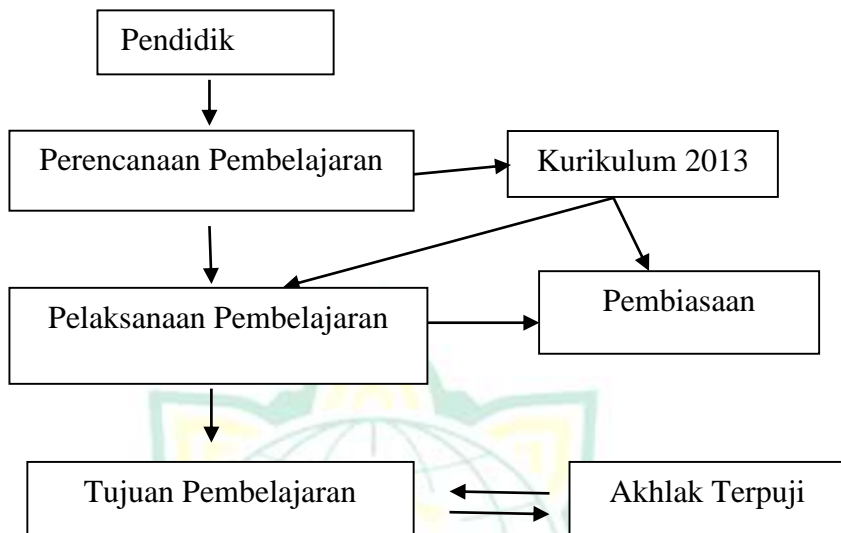 Pendidik
Perencanaan Pembelajaran
Kurikulum 2013
Pelaksanaan Pembelajaran
Pembiasaan
Tujuan Pembelajaran
Akhlak Terpuji